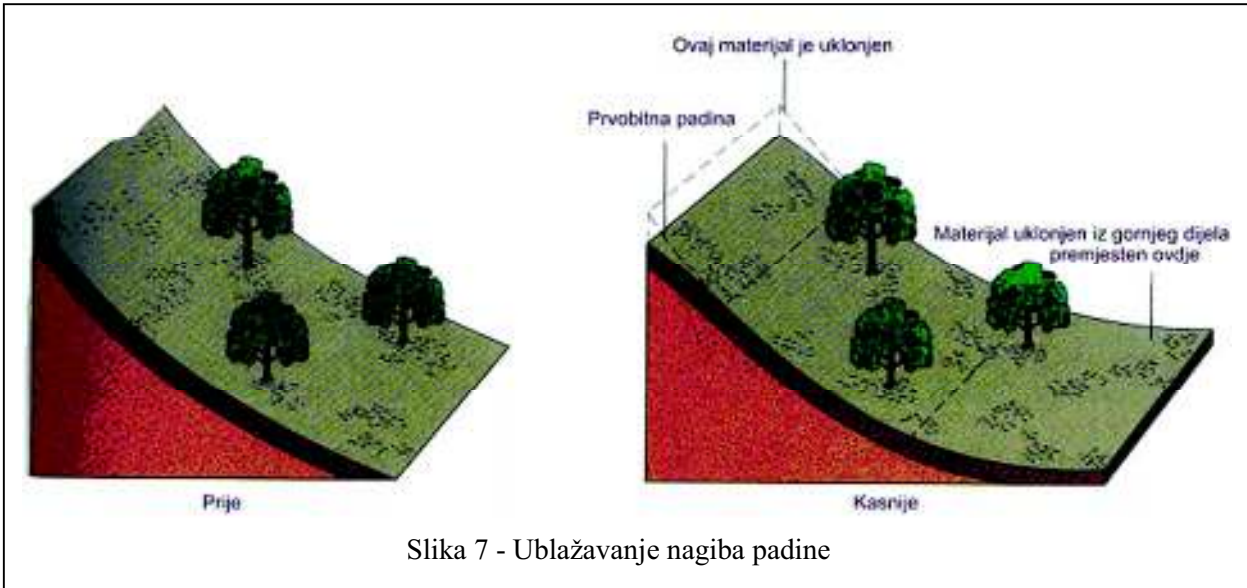 Ovaj materijal je uklonjen
Prvobitna padina
Materijal uklonjen iz gornjeg dijela
premjesten ovdje
Prije
Kasnije
Slika 7 - Ublažavanje nagiba padine